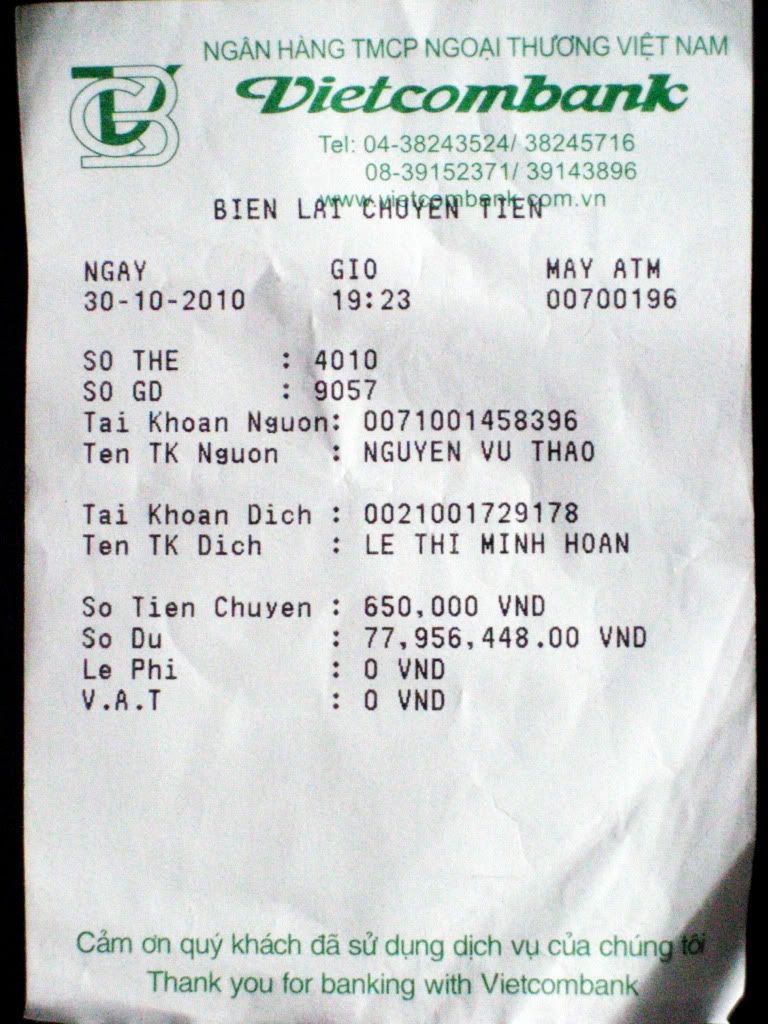 NGÂN HÀNG TMCP NGOẠI THƯƠNG VIỆT NAM
VCB Vietcombank
Tel: 04-38243524/ 38245716
08-39152371/ 39143896
www.vietcombank.com.vn
BIEN LAI CHUYEN TIEN
NGAY GIO MAY ATM
30-10-2010 19:23 00700196
SO THE : 4010
SO GD : 9057
Tai Khoan Nguon: 0071001458396
Ten TK Nguon : NGUYEN VU THAO
Tai Khoan Dich : 0021001729178
Ten TK Dich : LE THI MINH HOAN
So Tien Chuyen : 650,000 VND
So Du : 77,956,448.00 VND
Le Phi : 0 VND
V.A.T : 0 VND
Cảm ơn quý khách đã sử dụng dịch vụ của chúng tôi
Thank you for banking with Vietcombank